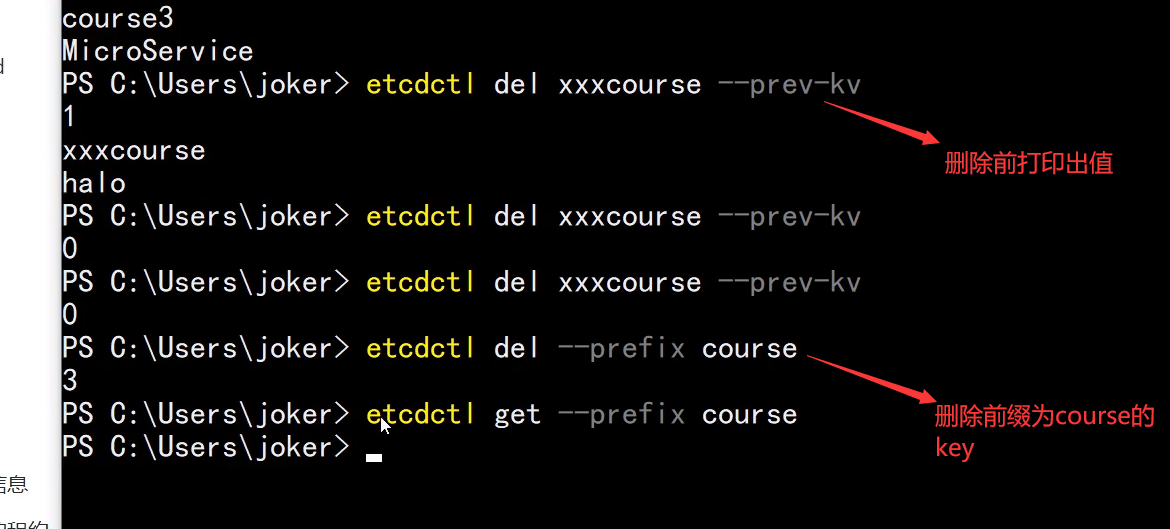 course3
MicroService
PS C:\Users\joker> etcdctl del xxxcourse --prev-kv
1
删除前打印出值
xxxcourse
halo
PS C:\Users\joker> etcdctl del xxxcourse --prev-kv
0
PS C:\Users\joker> etcdctl del xxxcourse --prev-kv
0
PS C:\Users\joker> etcdctl del --prefix course
3
PS C:\Users\joker> etcdctl get --prefix course
删除前缀为course的
key
PS C:\Users\joker>
信息